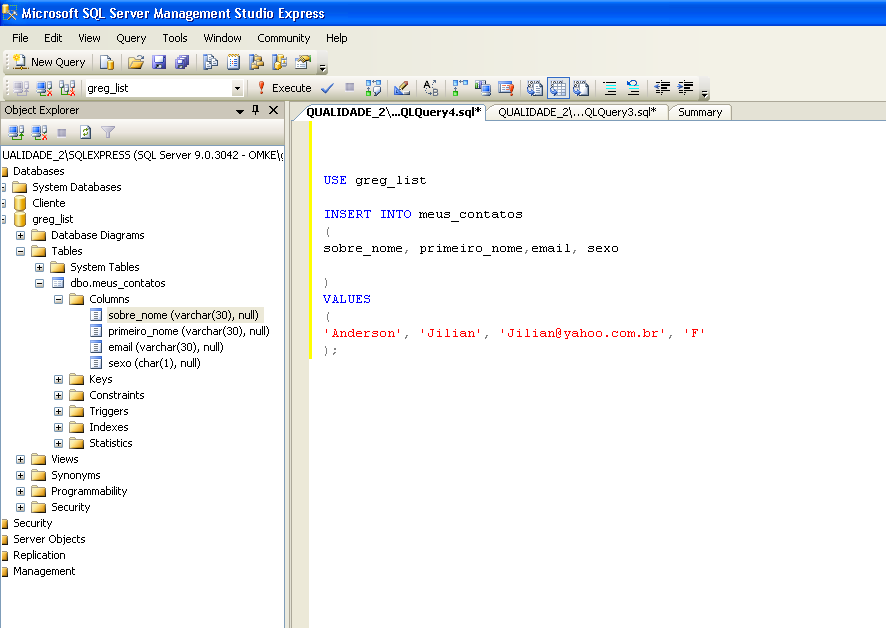 Microsoft SQL Server Management Studio Express
File Edit View Query Tools Window Community Help
New Query
greg_list Execute
Object Explorer
UALIDADE_2\SQLEXPRESS (SQL Server 9.0.3042 - OMKE\g
Databases
System Databases
Cliente
greg_list
Database Diagrams
Tables
System Tables
dbo.meus_contatos
Columns
sobre_nome (varchar(30), null)
primeiro_nome (varchar(30), null)
email (varchar(30), null)
sexo (char(1), null)
Keys
Constraints
Triggers
Indexes
Statistics
Views
Synonyms
Programmability
Security
Security
Server Objects
Replication
Management
QUALIDADE_2\...QLQuery4.sql* QUALIDADE_2\...QLQuery3.sql* Summary
USE greg_list
INSERT INTO meus_contatos
(
sobre_nome, primeiro_nome,email, sexo
)
VALUES
(
'Anderson', 'Jilian', 'Jilian@yahoo.com.br', 'F'
);